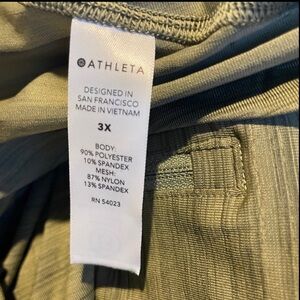 ATHLETA
DESIGNED IN
SAN FRANCISCO
MADE IN VIETNAM
3X
BODY:
90% POLYESTER
10% SPANDEX
MESH:
87% NYLON
13% SPANDEX
RN 54023